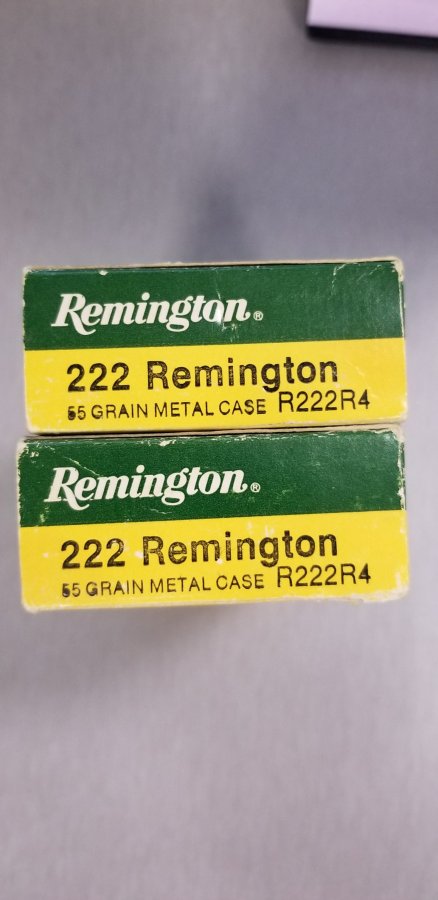 Remington®
222 Remington
55 GRAIN METAL CASE R222R4
Remington®
222 Remington
55 GRAIN METAL CASE R222R4